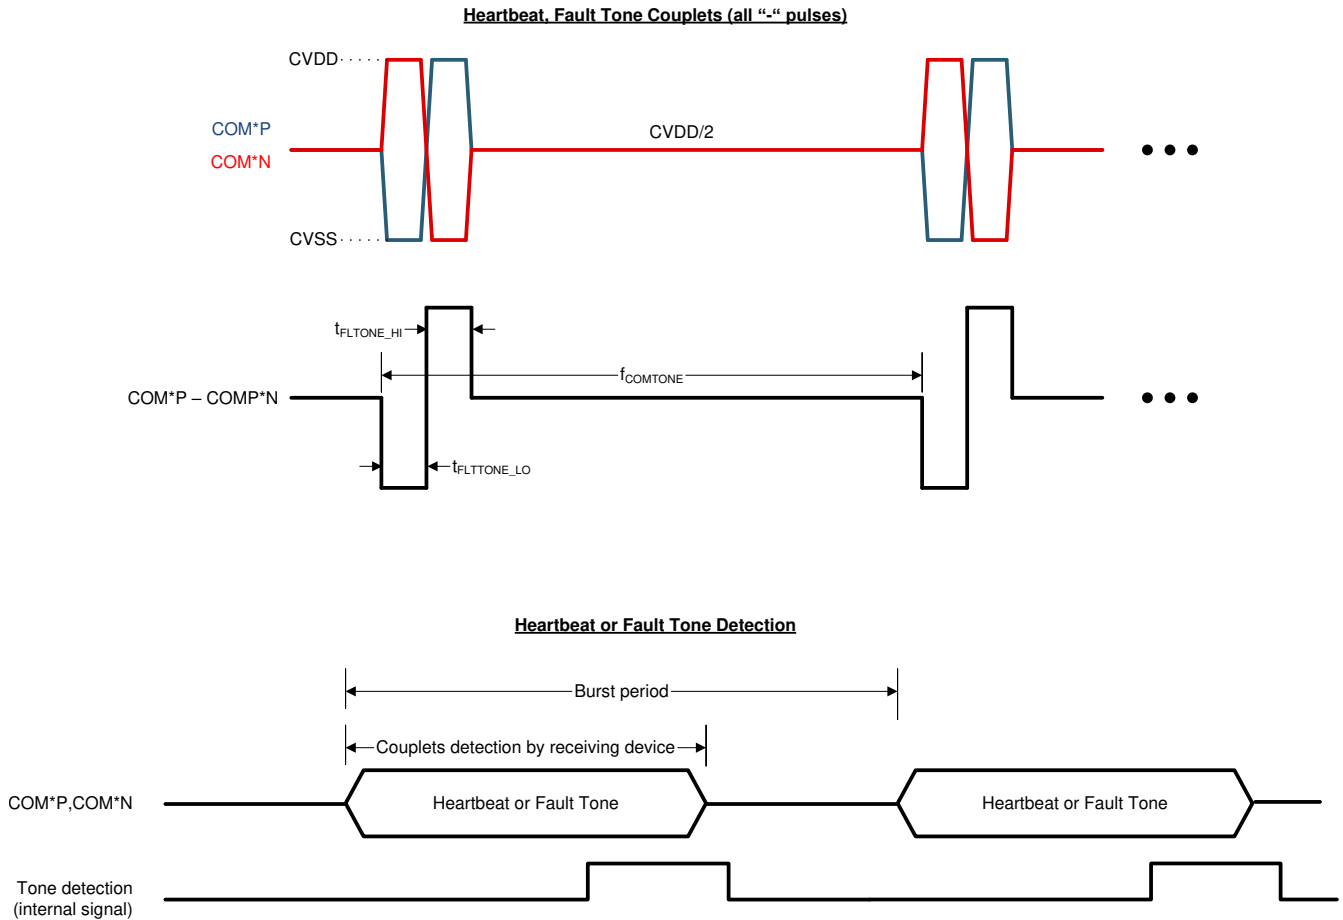 Heartbeat, Fault Tone Couplets (all “-“ pulses)
CVDD
COM*P
COM*N
CVDD/2
CVSS
tFLTONE_HI
fCOMTONE
COM*P – COMP*N
tFLTTONE_LO
Heartbeat or Fault Tone Detection
Burst period
Couplets detection by receiving device
COM*P,COM*N
Heartbeat or Fault Tone
Heartbeat or Fault Tone
Tone detection
(internal signal)